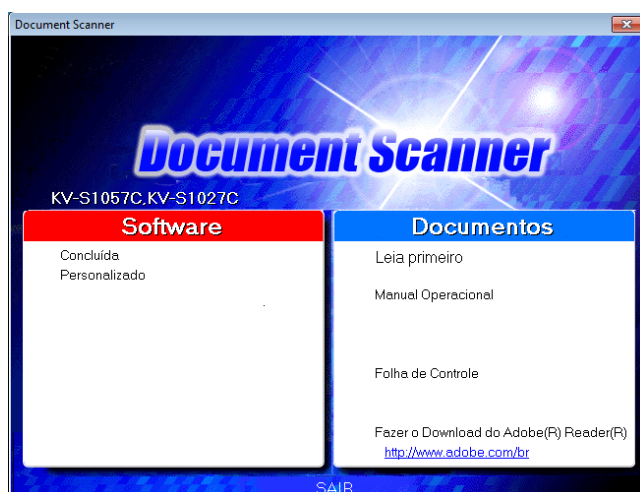 Document Scanner
Document Scanner
KV-S1057C,KV-S1027C
Software
Concluída
Personalizado
Documentos
Leia primeiro
Manual Operacional
Folha de Controle
Fazer o Download do Adobe(R) Reader(R)
http://www.adobe.com/br
SAIR